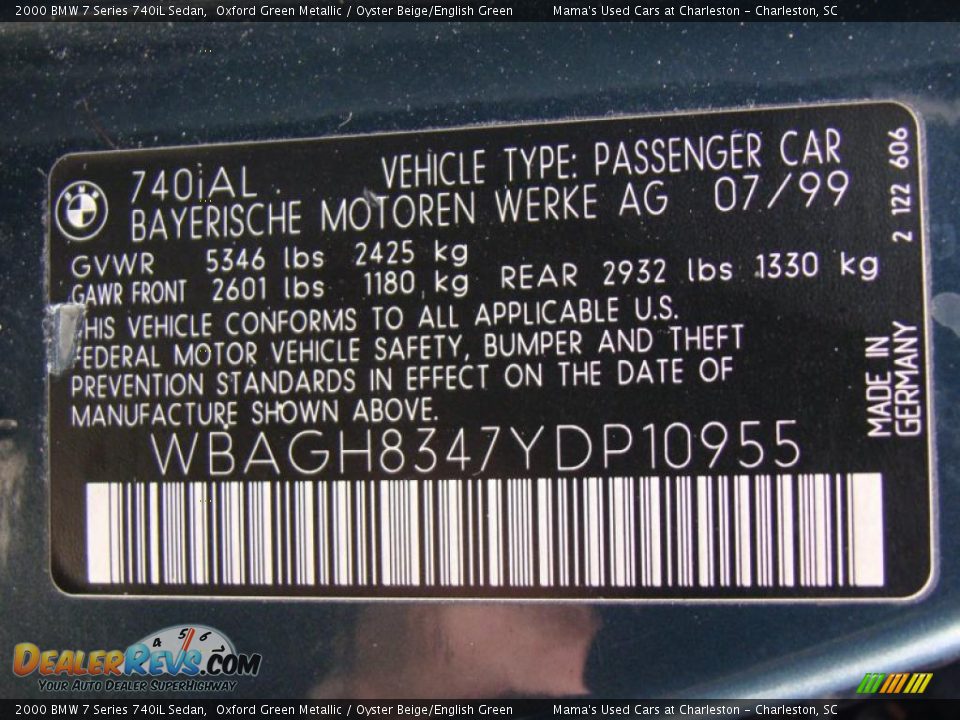 2000 BMW 7 Series 740iL Sedan, Oxford Green Metallic / Oyster Beige/English Green Mama's Used Cars at Charleston - Charleston, SC
740iAL VEHICLE TYPE: PASSENGER CAR
BAYERISCHE MOTOREN WERKE AG 07/99
GVWR 5346 lbs 2425 kg
GAWR FRONT 2601 lbs 1180 kg REAR 2932 lbs 1330 kg
THIS VEHICLE CONFORMS TO ALL APPLICABLE U.S.
FEDERAL MOTOR VEHICLE SAFETY, BUMPER AND THEFT
PREVENTION STANDARDS IN EFFECT ON THE DATE OF
MANUFACTURE SHOWN ABOVE.
WBAGH8347YDP10955
2 122 606
MADE IN
GERMANY
4 5 6
DEALERREVS.COM
YOUR AUTO DEALER SUPERHIGHWAY
2000 BMW 7 Series 740iL Sedan, Oxford Green Metallic / Oyster Beige/English Green Mama's Used Cars at Charleston - Charleston, SC